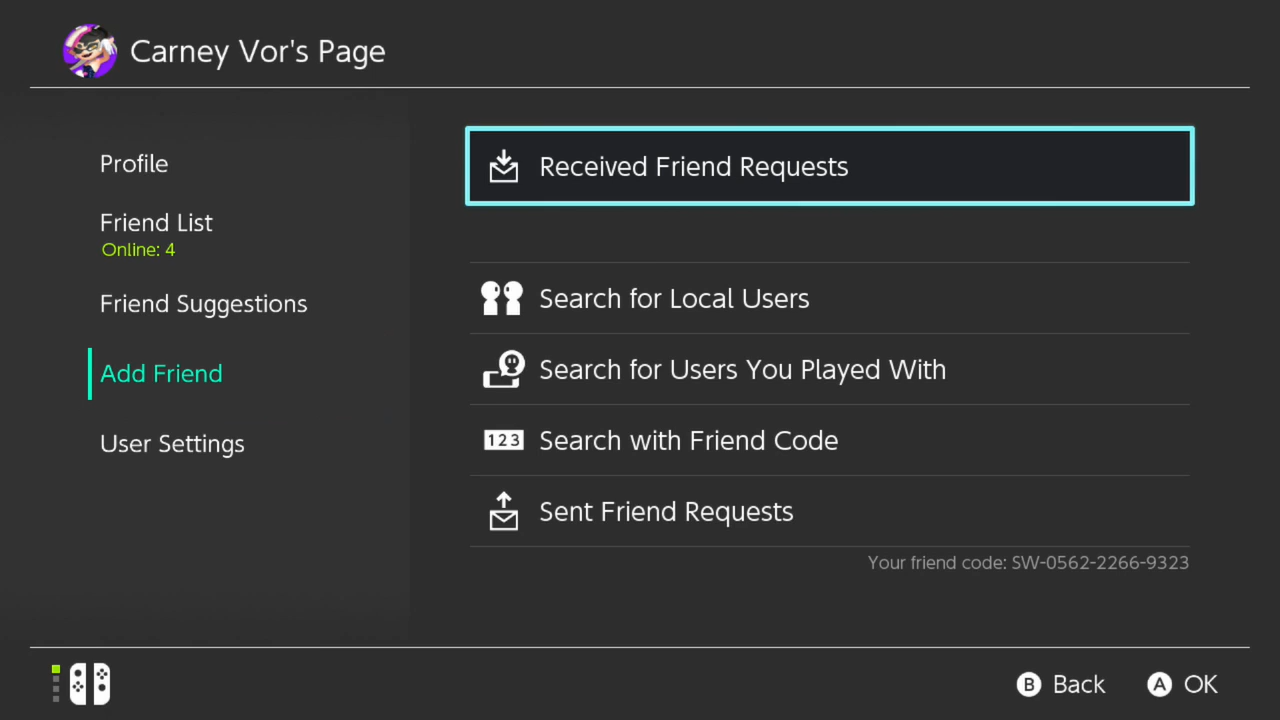 Carney Vor's Page
Profile
Friend List
Online: 4
Friend Suggestions
Add Friend
User Settings
Received Friend Requests
Search for Local Users
Search for Users You Played With
123 Search with Friend Code
Sent Friend Requests
Your friend code: SW-0562-2266-9323
B Back A OK